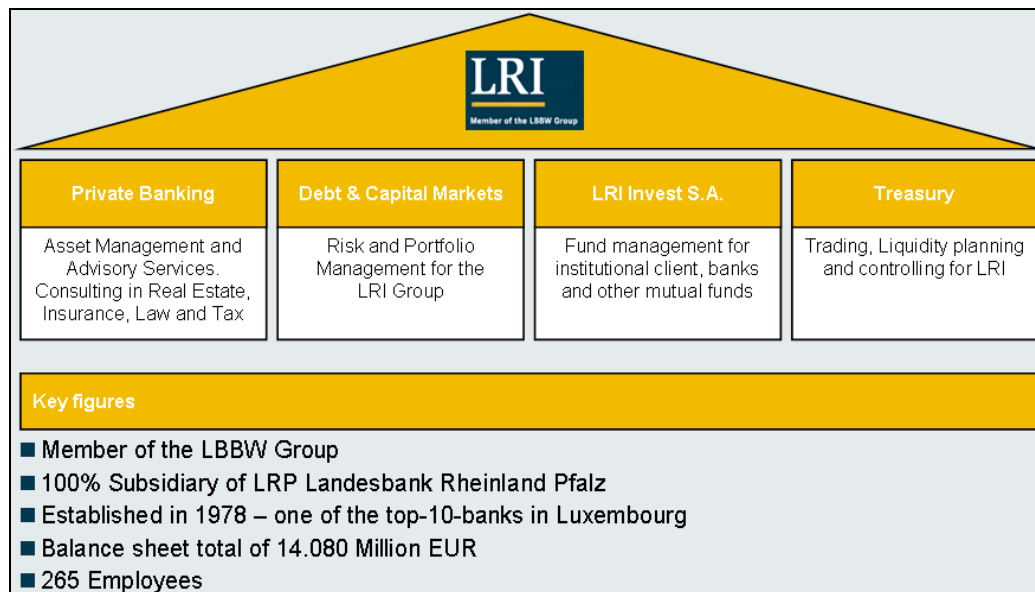 LRI
Member of the LBBW Group
Private Banking
Asset Management and
Advisory Services.
Consulting in Real Estate,
Insurance, Law and Tax
Debt & Capital Markets
Risk and Portfolio
Management for the
LRI Group
LRI Invest S.A.
Fund management for
institutional client, banks
and other mutual funds
Treasury
Trading, Liquidity planning
and controlling for LRI
Key figures
Member of the LBBW Group
100% Subsidiary of LRP Landesbank Rheinland Pfalz
Established in 1978 – one of the top-10-banks in Luxembourg
Balance sheet total of 14.080 Million EUR
265 Employees